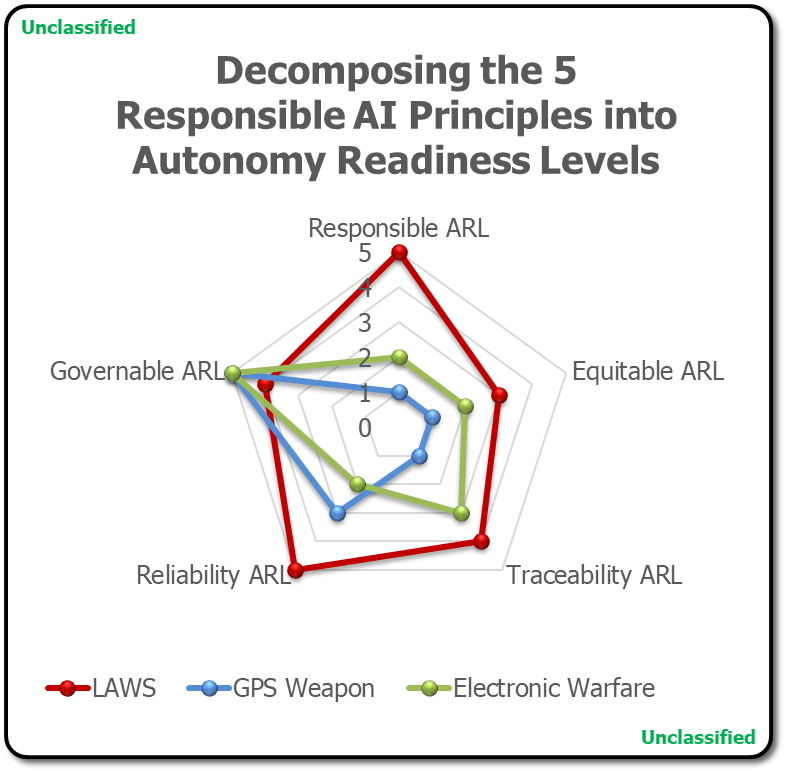 Unclassified
Decomposing the 5
Responsible AI Principles into
Autonomy Readiness Levels
Responsible ARL
5
4
3
2
1
0
Governable ARL
Equitable ARL
Reliability ARL
Traceability ARL
LAWS GPS Weapon Electronic Warfare
Unclassified